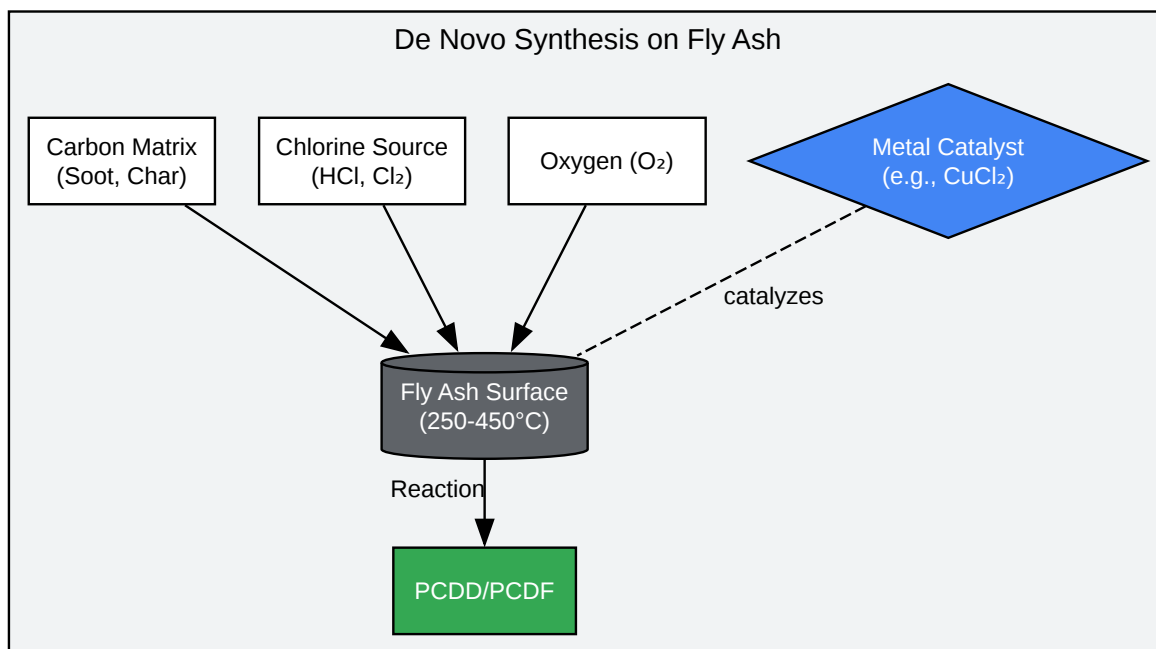 De Novo Synthesis on Fly Ash
Carbon Matrix
(Soot, Char)
Chlorine Source
(HCl, Cl₂)
Oxygen (O₂)
Metal Catalyst
(e.g., CuCl₂)
catalyzes
Fly Ash Surface
(250-450°C)
Reaction
PCDD/PCDF